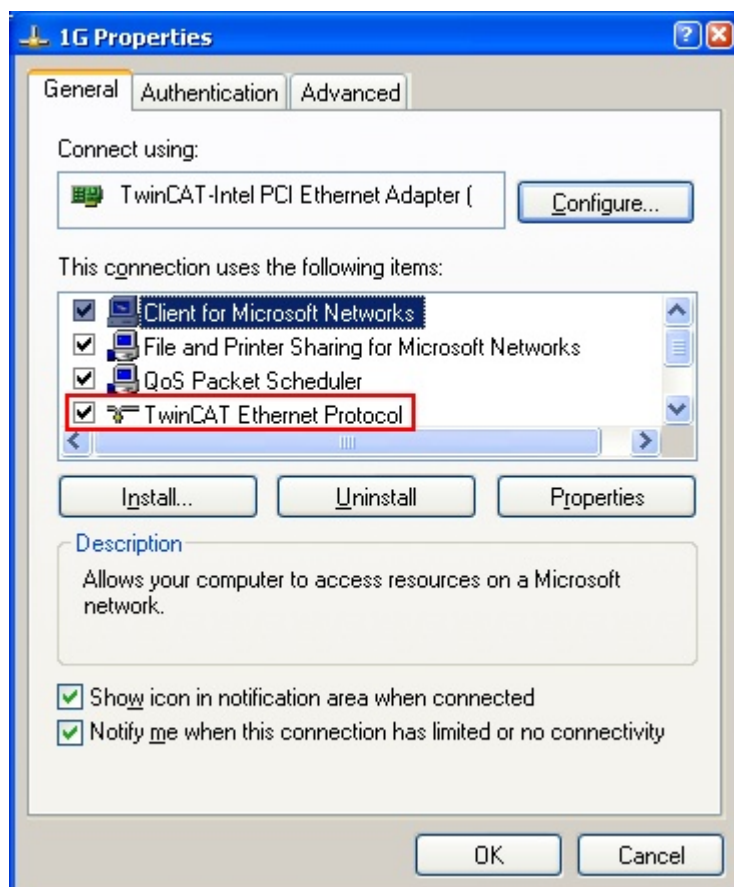 1G Properties
General Authentication Advanced
Connect using:
TwinCAT-Intel PCI Ethernet Adapter (
Configure...
This connection uses the following items:
Client for Microsoft Networks
File and Printer Sharing for Microsoft Networks
QoS Packet Scheduler
TwinCAT Ethernet Protocol
Install... Uninstall Properties
Description
Allows your computer to access resources on a Microsoft
network.
Show icon in notification area when connected
Notify me when this connection has limited or no connectivity
OK Cancel